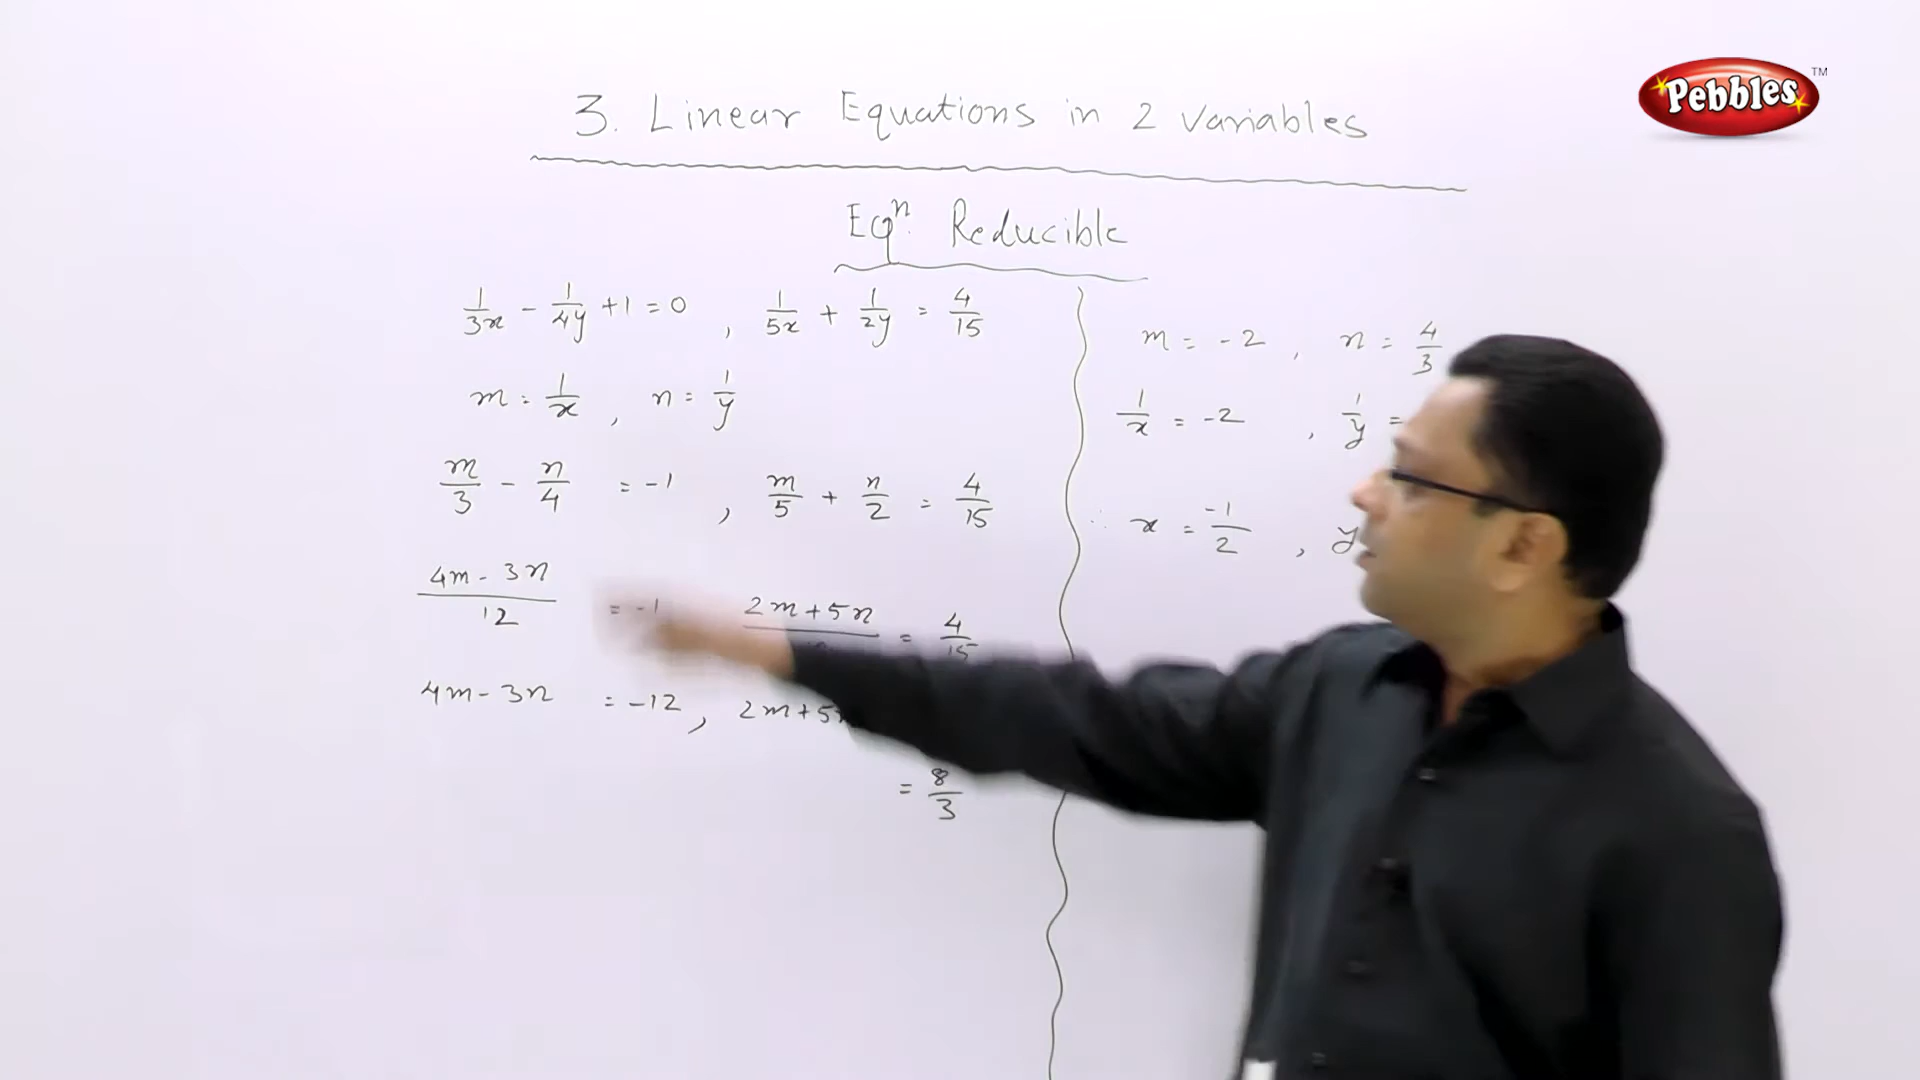 Pebbles TM
3. Linear Equations in 2 Variables
Eqⁿ. Reducible
1/3x - 1/4y + 1 = 0 , 1/5x + 1/2y = 4/15
m = 1/x , n = 1/y
m/3 - n/4 = -1 , m/5 + n/2 = 4/15
4m - 3n/12 = -1 2m + 5n = 4/15
4m - 3n = -12 , 2m + 5n
= 8/3
m = -2 , n = 4/3
1/x = -2 , 1/y =
∴ x = -1/2 , y